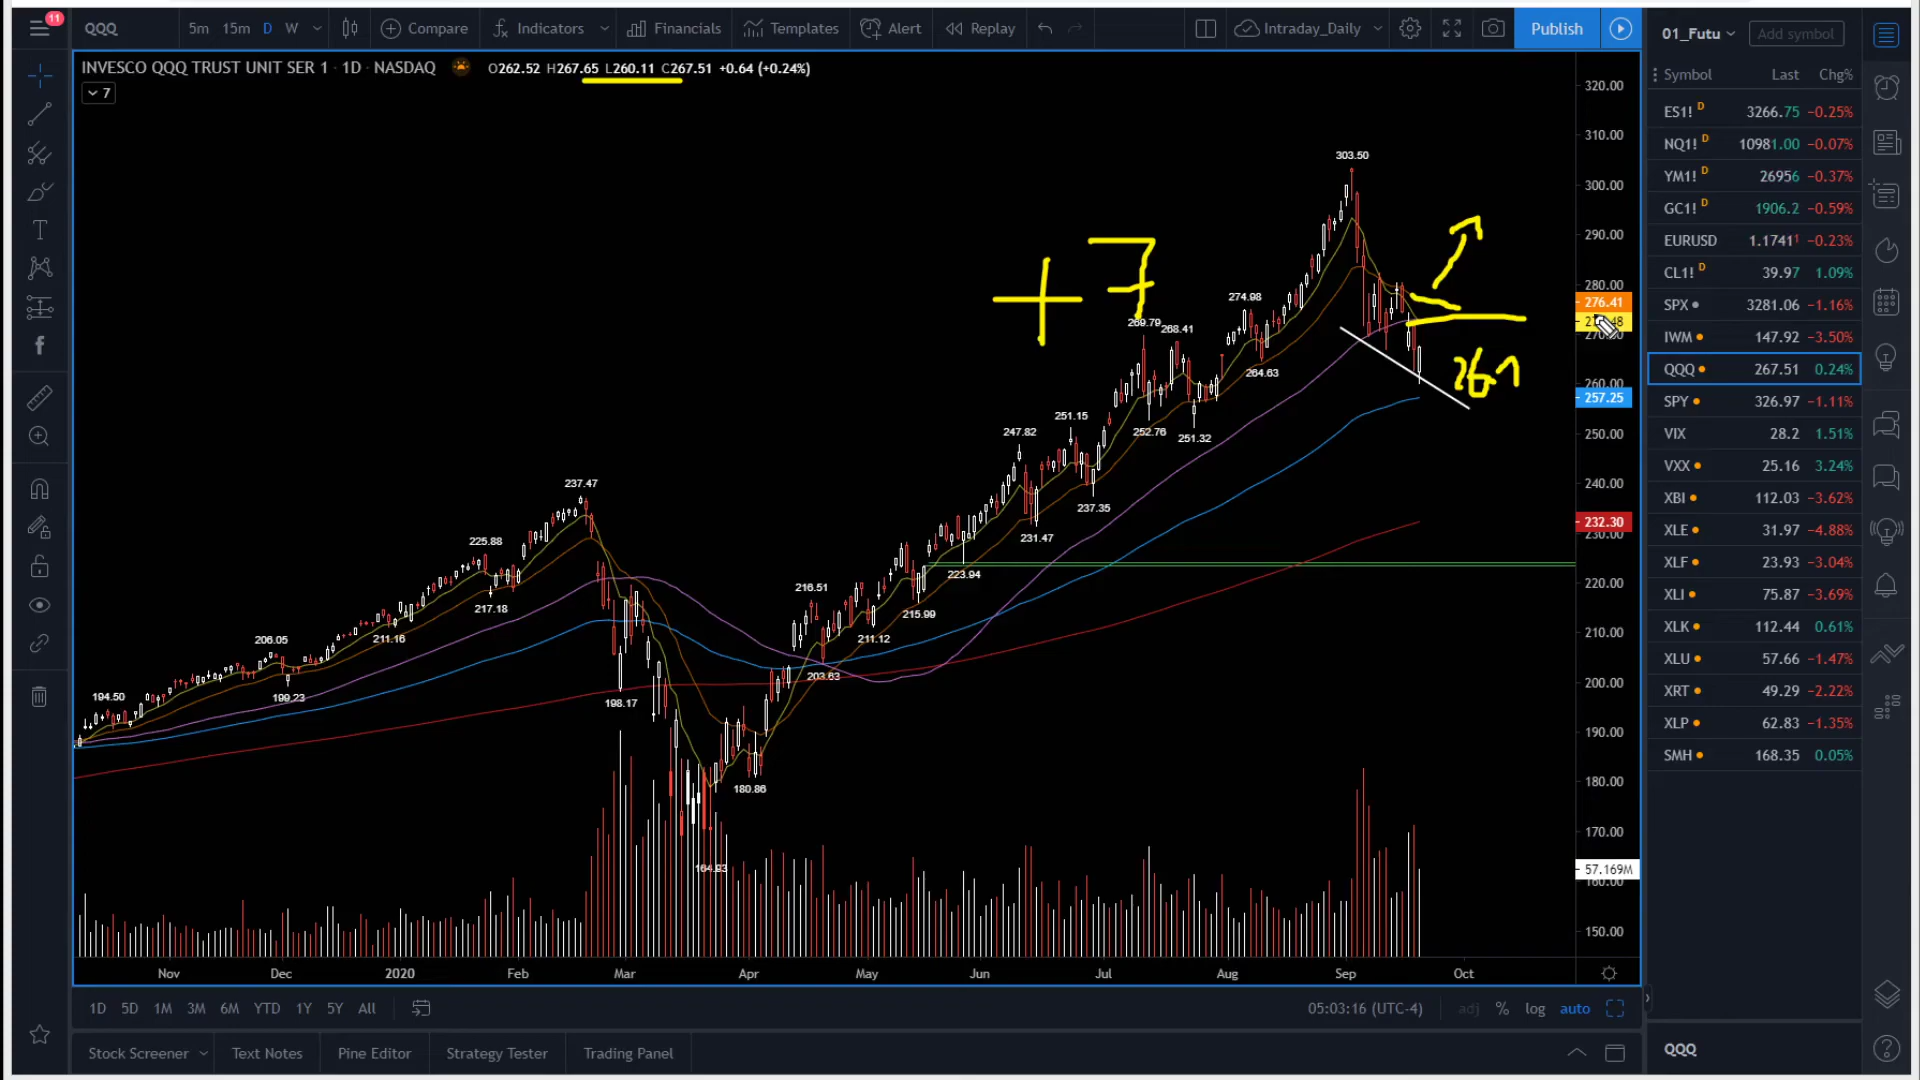 11
QQQ 5m 15m D W Compare Indicators Financials Templates Alert Replay Intraday_Daily Publish
01_Futu Add symbol
INVESCO QQQ TRUST UNIT SER 1 · 1D · NASDAQ O262.52 H267.65 L260.11 C267.51 +0.64 (+0.24%)
7
Symbol Last Chg%
ES1! D 3266.75 −0.25%
NQ1! D 10981.00 −0.07%
YM1! D 26956 −0.37%
GC1! D 1906.2 −0.59%
EURUSD 1.17411 −0.23%
CL1! D 39.97 1.09%
SPX 3281.06 −1.16%
IWM 147.92 −3.50%
QQQ 267.51 0.24%
SPY 326.97 −1.11%
VIX 28.2 1.51%
VXX 25.16 3.24%
XBI 112.03 −3.62%
XLE 31.97 −4.88%
XLF 23.93 −3.04%
XLI 75.87 −3.69%
XLK 112.44 0.61%
XLU 57.66 −1.47%
XRT 49.29 −2.22%
XLP 62.83 −1.35%
SMH 168.35 0.05%
320.00
310.00
300.00
290.00
280.00
276.41
260.00
257.25
250.00
240.00
232.30
230.00
220.00
210.00
200.00
190.00
180.00
170.00
57.169M
160.00
150.00
303.50
+7
274.98
269.79
268.41
264.63
261
251.15
247.82
252.76
251.32
237.47
237.35
231.47
225.88
223.94
217.18
216.51
215.99
211.16
211.12
206.05
203.63
199.23
198.17
194.50
180.86
164.93
Nov Dec 2020 Feb Mar Apr May Jun Jul Aug Sep Oct
1D 5D 1M 3M 6M YTD 1Y 5Y All 05:03:16 (UTC-4) adj % log auto
Stock Screener Text Notes Pine Editor Strategy Tester Trading Panel
QQQ